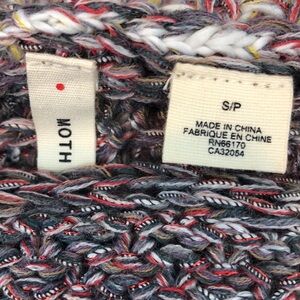 MOTH
S/P
MADE IN CHINA
FABRIQUE EN CHINE
RN66170
CA32054